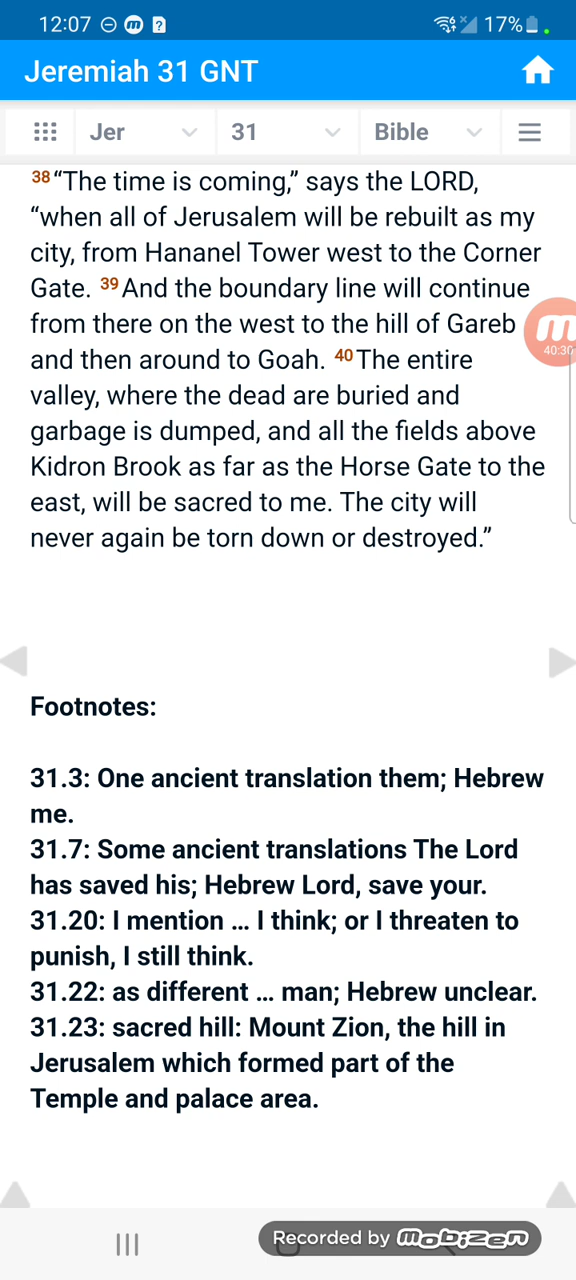 12:07 17%
Jeremiah 31 GNT
Jer 31 Bible
38 “The time is coming,” says the LORD,
“when all of Jerusalem will be rebuilt as my
city, from Hananel Tower west to the Corner
Gate. 39 And the boundary line will continue
from there on the west to the hill of Gareb
and then around to Goah. 40 The entire
valley, where the dead are buried and
garbage is dumped, and all the fields above
Kidron Brook as far as the Horse Gate to the
east, will be sacred to me. The city will
never again be torn down or destroyed.”
40:30
Footnotes:
31.3: One ancient translation them; Hebrew
me.
31.7: Some ancient translations The Lord
has saved his; Hebrew Lord, save your.
31.20: I mention ... I think; or I threaten to
punish, I still think.
31.22: as different ... man; Hebrew unclear.
31.23: sacred hill: Mount Zion, the hill in
Jerusalem which formed part of the
Temple and palace area.
Recorded by mobizen